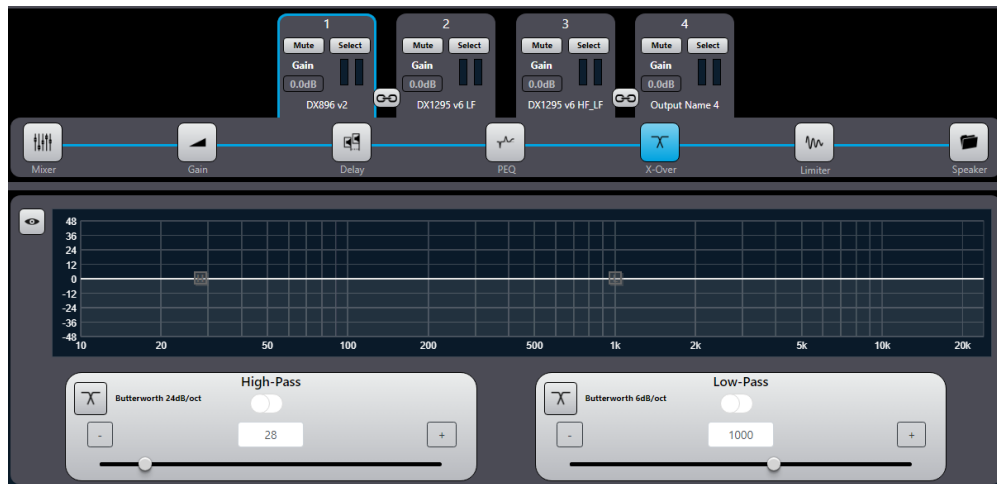 1 2 3 4
Mute Select Mute Select Mute Select Mute Select
Gain Gain Gain Gain
0.0dB 0.0dB 0.0dB 0.0dB
DX896 v2 DX1295 v6 LF DX1295 v6 HF_LF Output Name 4
Mixer Gain Delay PEQ X-Over Limiter Speaker
48
36
24
12
0
-12
-24
-36
-48
10 20 50 100 200 500 1k 2k 5k 10k 20k
High-Pass Low-Pass
Butterworth 24dB/oct Butterworth 6dB/oct
- 28 + - 1000 +